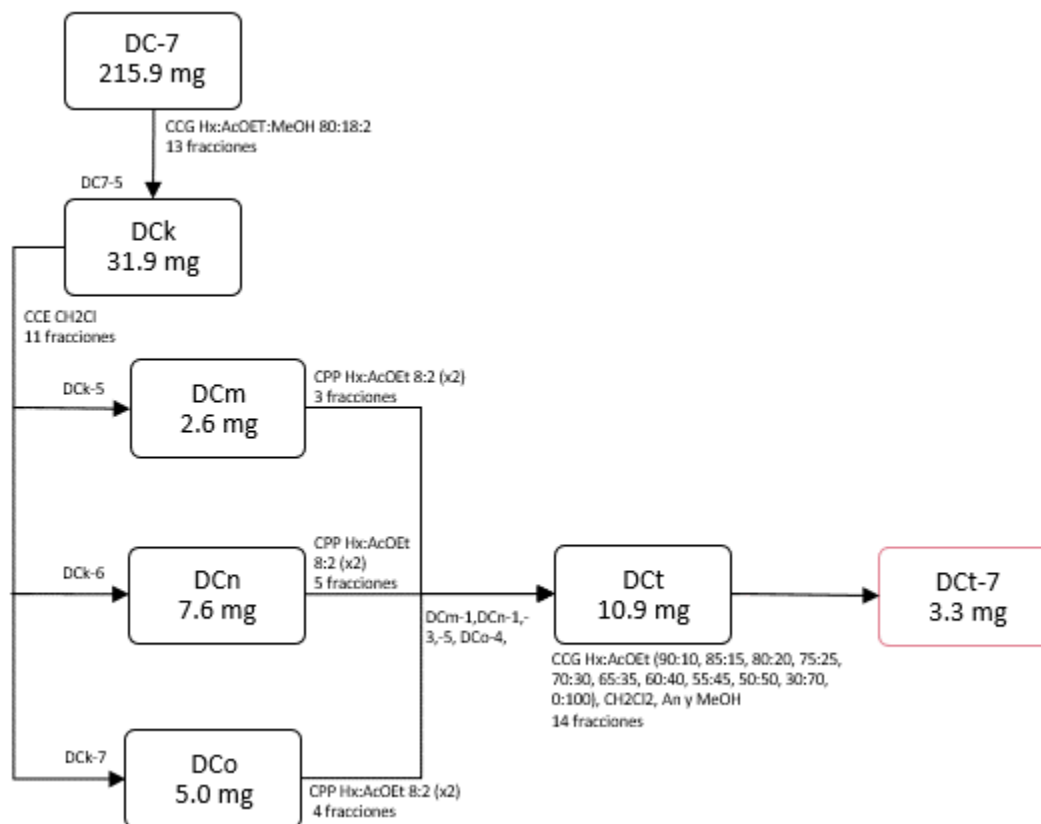 DC-7
215.9 mg
CCG Hx:AcOET:MeOH 80:18:2
13 fracciones
DC7-5
DCk
31.9 mg
CCE CH2Cl
11 fracciones
DCk-5
DCm
2.6 mg
CPP Hx:AcOEt 8:2 (x2)
3 fracciones
DCk-6
DCn
7.6 mg
CPP Hx:AcOEt
8:2 (x2)
5 fracciones
DCm-1,DCn-1,-
3,-5, DCo-4,
DCt
10.9 mg
CCG Hx:AcOEt (90:10, 85:15, 80:20, 75:25,
70:30, 65:35, 60:40, 55:45, 50:50, 30:70,
0:100), CH2Cl2, An y MeOH
14 fracciones
DCt-7
3.3 mg
DCk-7
DCo
5.0 mg
CPP Hx:AcOEt 8:2 (x2)
4 fracciones